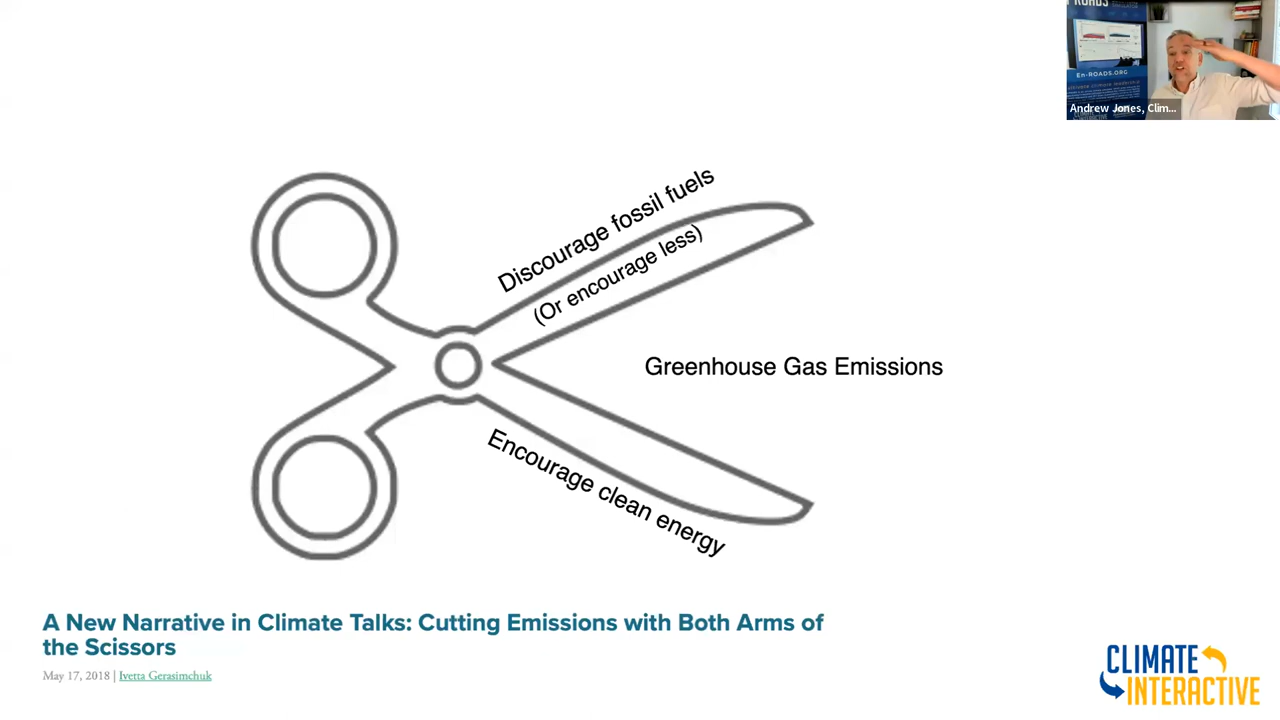 En-ROADS.ORG
Andrew Jones, Clim...
Discourage fossil fuels
(Or encourage less)
Greenhouse Gas Emissions
Encourage clean energy
A New Narrative in Climate Talks: Cutting Emissions with Both Arms of
the Scissors
May 17, 2018 | Ivetta Gerasimchuk
CLIMATE
INTERACTIVE